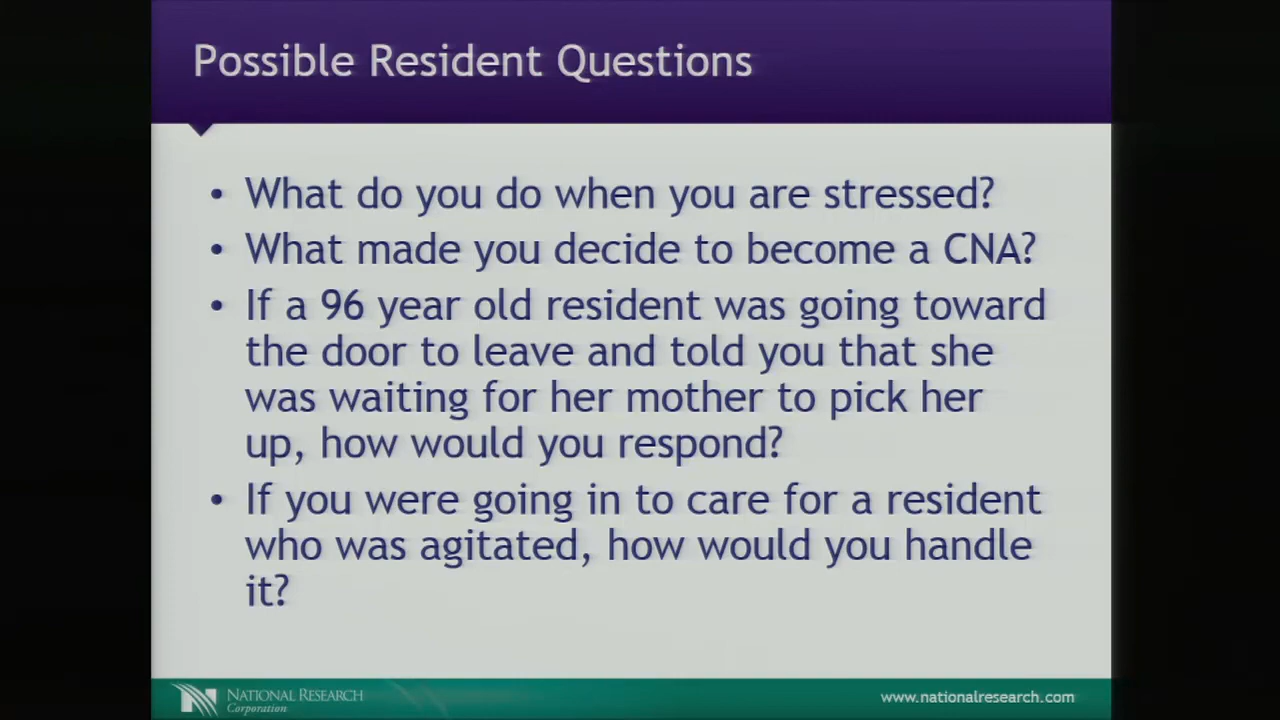 Possible Resident Questions
• What do you do when you are stressed?
• What made you decide to become a CNA?
• If a 96 year old resident was going toward
the door to leave and told you that she
was waiting for her mother to pick her
up, how would you respond?
• If you were going in to care for a resident
who was agitated, how would you handle
it?
NATIONAL RESEARCH
Corporation
www.nationalresearch.com